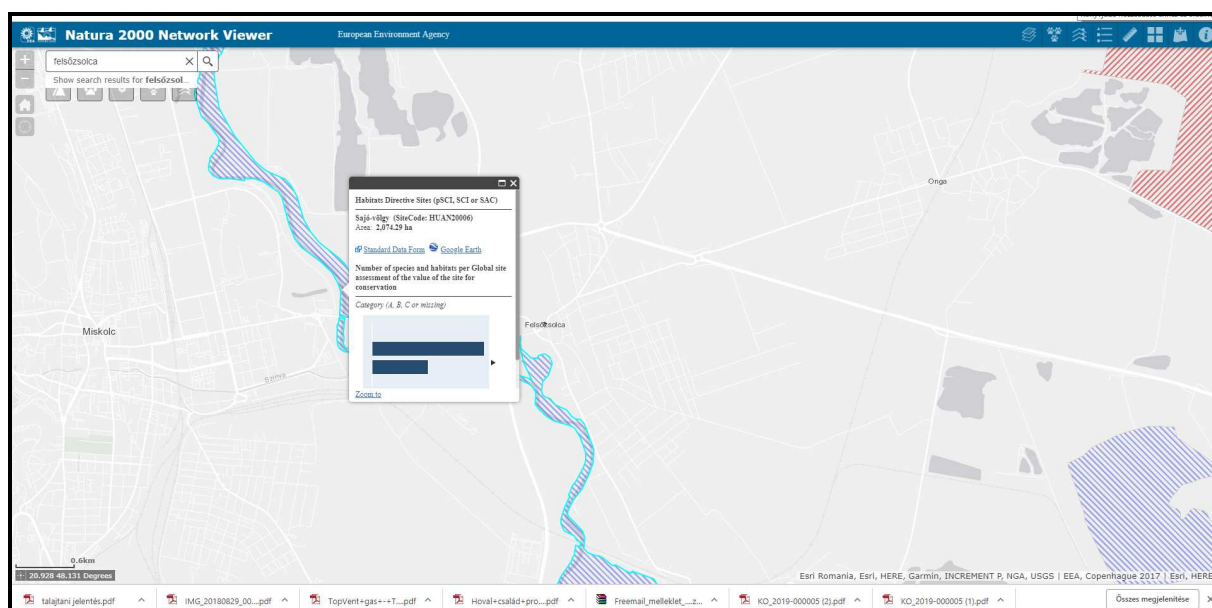 Natura 2000 Network Viewer
European Environment Agency
felsőzsolca
Show search results for felsőzsol...
Onga
Habitats Directive Sites (pSCI, SCI or SAC)
Sajó-völgy (SiteCode: HUAN20006)
Area: 2,074.29 ha
Standard Data Form Google Earth
Number of species and habitats per Global site
assessment of the value of the site for
conservation
Category (A, B, C or missing)
Felsőzsolca
Miskolc
Szinva
Zoom to
0.6km
20.928 48.131 Degrees
Esri Romania, Esri, HERE, Garmin, INCREMENT P, NGA, USGS | EEA, Copenhague 2017 | Esri, HERE
talajtani jelentés.pdf
IMG_20180829_00....pdf
TopVent+gas+-+T....pdf
Hoval+család+pro....pdf
Freemail_melleklet_...z...
KO_2019-000005 (2).pdf
KO_2019-000005 (1).pdf
Összes megjelenítése